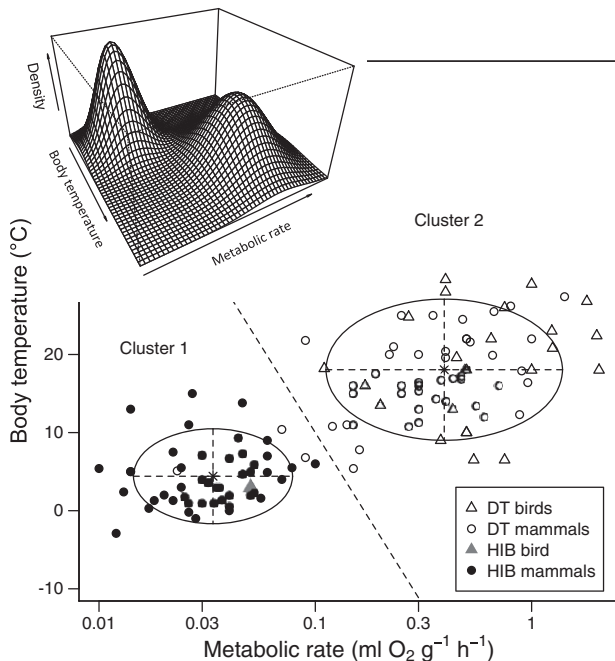 Density
Body temperature
Metabolic rate
Cluster 2
Cluster 1
Body temperature (°C)
20
10
0
-10
DT birds
DT mammals
HIB bird
HIB mammals
0.01
0.03
0.1
0.3
1
Metabolic rate (ml O₂ g⁻¹ h⁻¹)